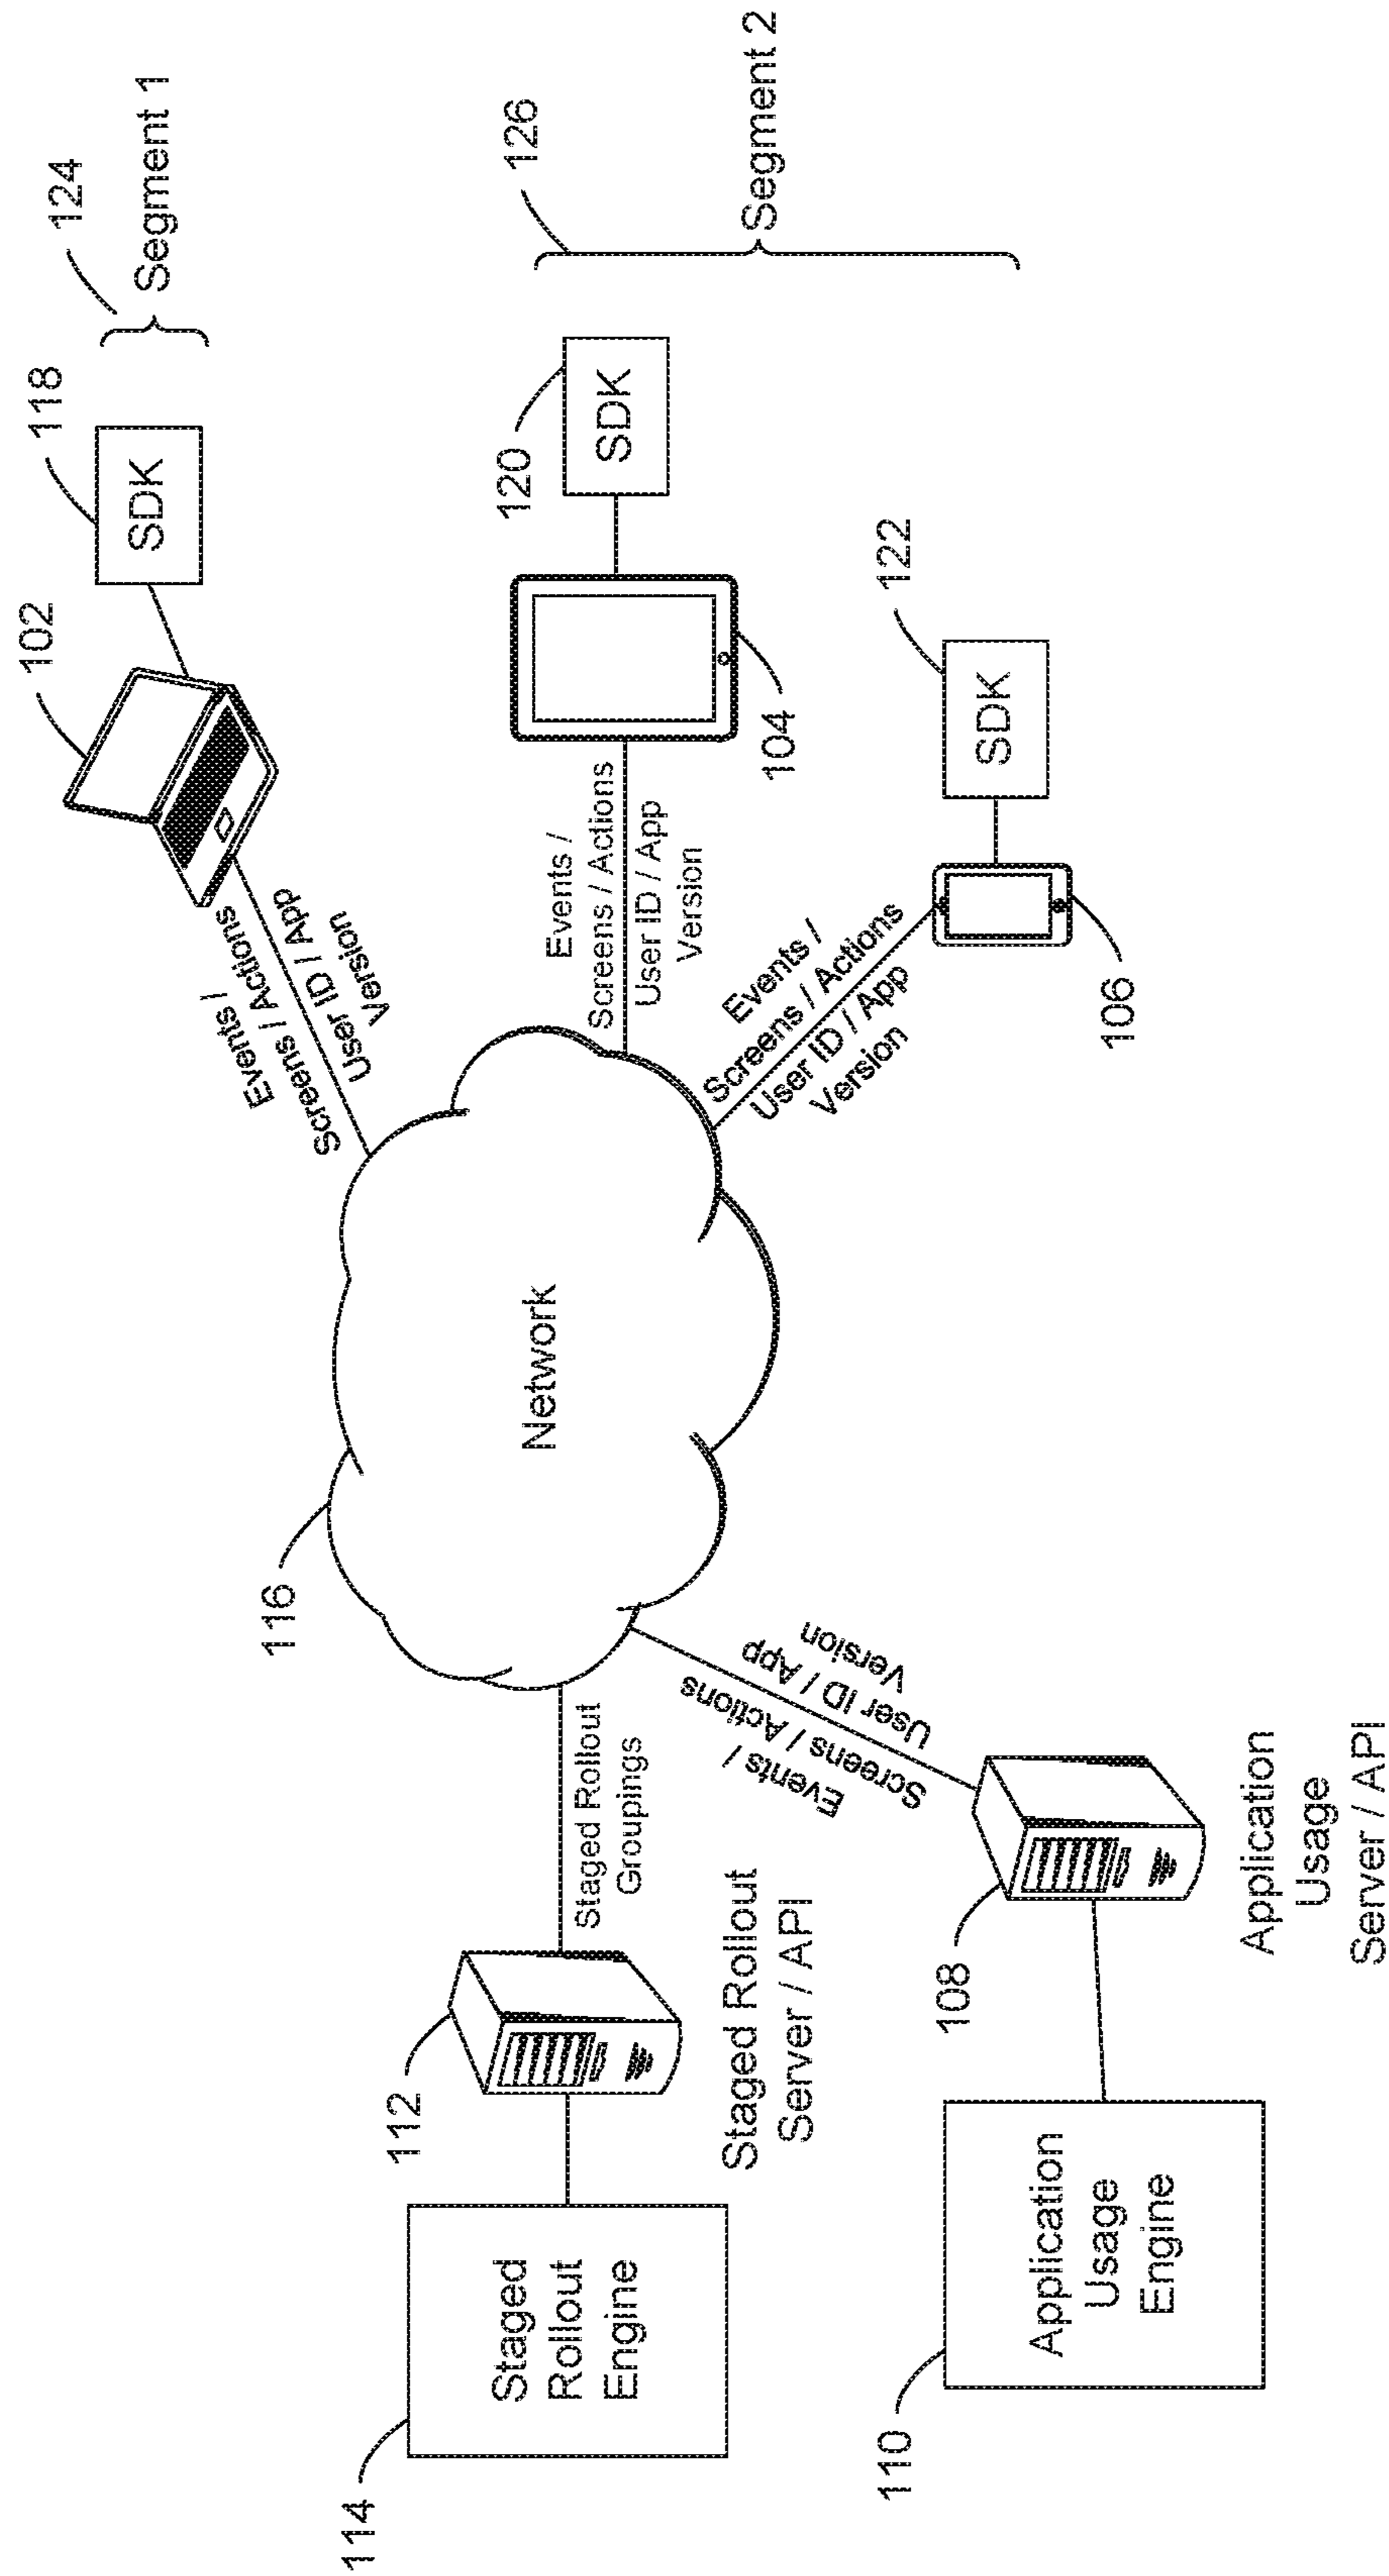 102
118
124
SDK
Segment 1
Events /
Screens / Actions
User ID / App
Version
116
Network
Events /
Screens / Actions
User ID / App
Version
104
120
SDK
126
Segment 2
Events /
Screens / Actions
User ID / App
Version
106
122
SDK
114
Staged
Rollout
Engine
112
Staged Rollout
Server / API
Staged Rollout
Groupings
110
Application
Usage
Engine
108
Application
Usage
Server / API
Events /
Screens / Actions
User ID / App
Version